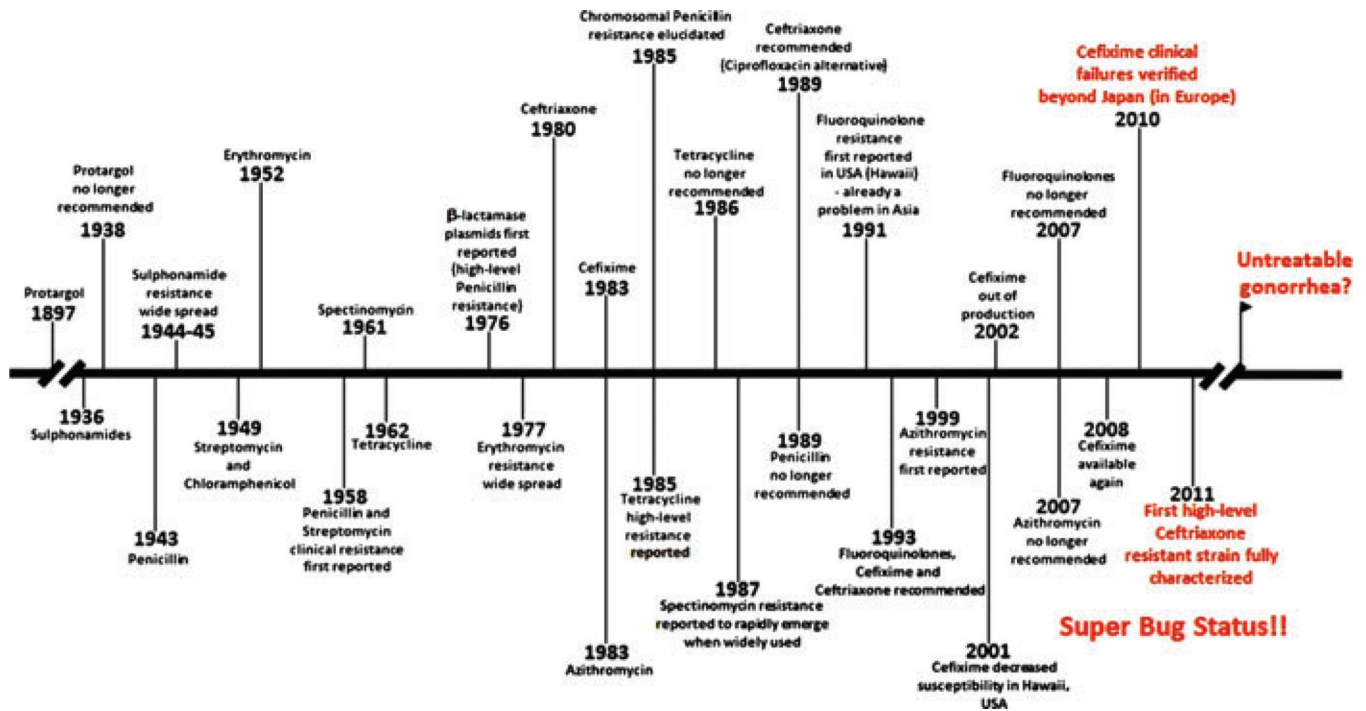 Protargol
1897
Protargol
no longer
recommended
1938
Sulphonamide
resistance
wide spread
1944-45
Erythromycin
1952
Spectinomycin
1961
β-lactamase
plasmids first
reported
(high-level
Penicillin
resistance)
1976
Ceftriaxone
1980
Cefixime
1983
Chromosomal Penicillin
resistance elucidated
1985
Tetracycline
no longer
recommended
1986
Ceftriaxone
recommended
(Ciprofloxacin alternative)
1989
Fluoroquinolone
resistance
first reported
in USA (Hawaii)
- already a
problem in Asia
1991
Cefixime
out of
production
2002
Fluoroquinolones
no longer
recommended
2007
Cefixime clinical
failures verified
beyond Japan (in Europe)
2010
Untreatable
gonorrhea?
1936
Sulphonamides
1943
Penicillin
1949
Streptomycin
and
Chloramphenicol
1958
Penicillin and
Streptomycin
clinical resistance
first reported
1962
Tetracycline
1977
Erythromycin
resistance
wide spread
1983
Azithromycin
1985
Tetracycline
high-level
resistance
reported
1987
Spectinomycin resistance
reported to rapidly emerge
when widely used
1989
Penicillin
no longer
recommended
1993
Fluoroquinolones,
Cefixime and
Ceftriaxone recommended
1999
Azithromycin
resistance
first reported
2001
Cefixime decreased
susceptibility in Hawaii,
USA
2007
Azithromycin
no longer
recommended
2008
Cefixime
available
again
2011
First high-level
Ceftriaxone
resistant strain fully
characterized
Super Bug Status!!